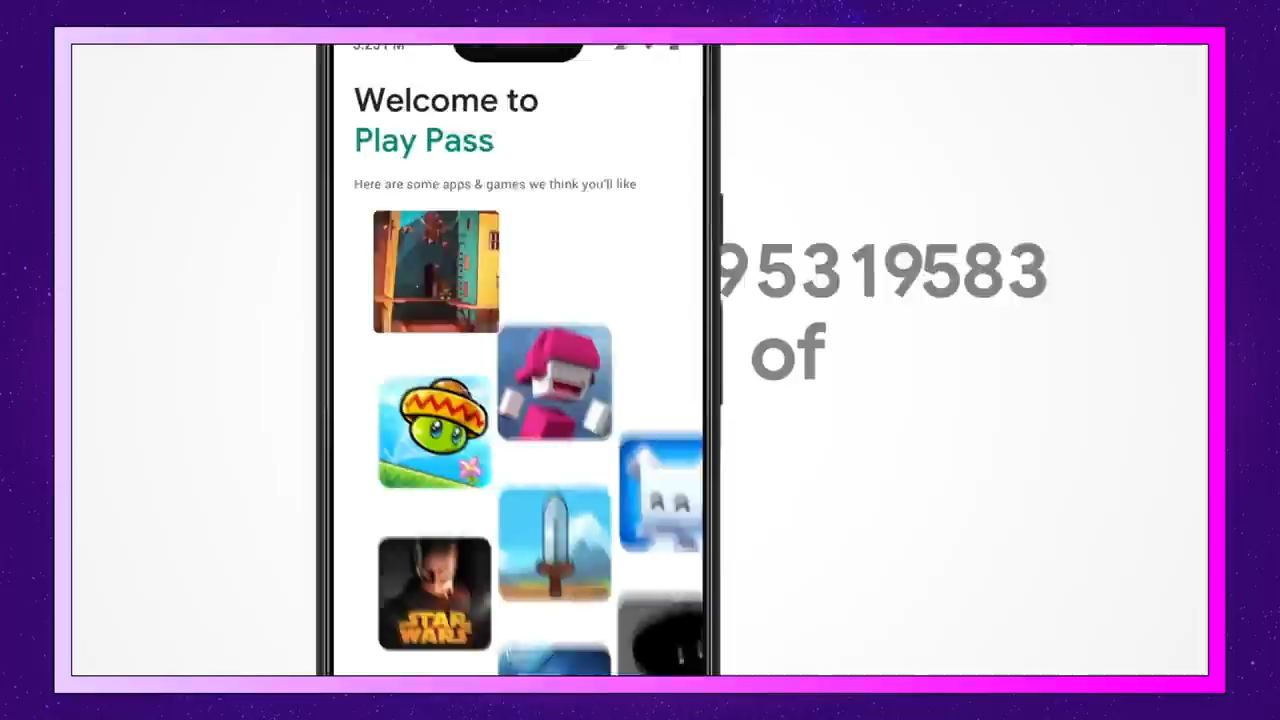 Welcome to
Play Pass
Here are some apps & games we think you'll like
95319583
of
STAR
WARS